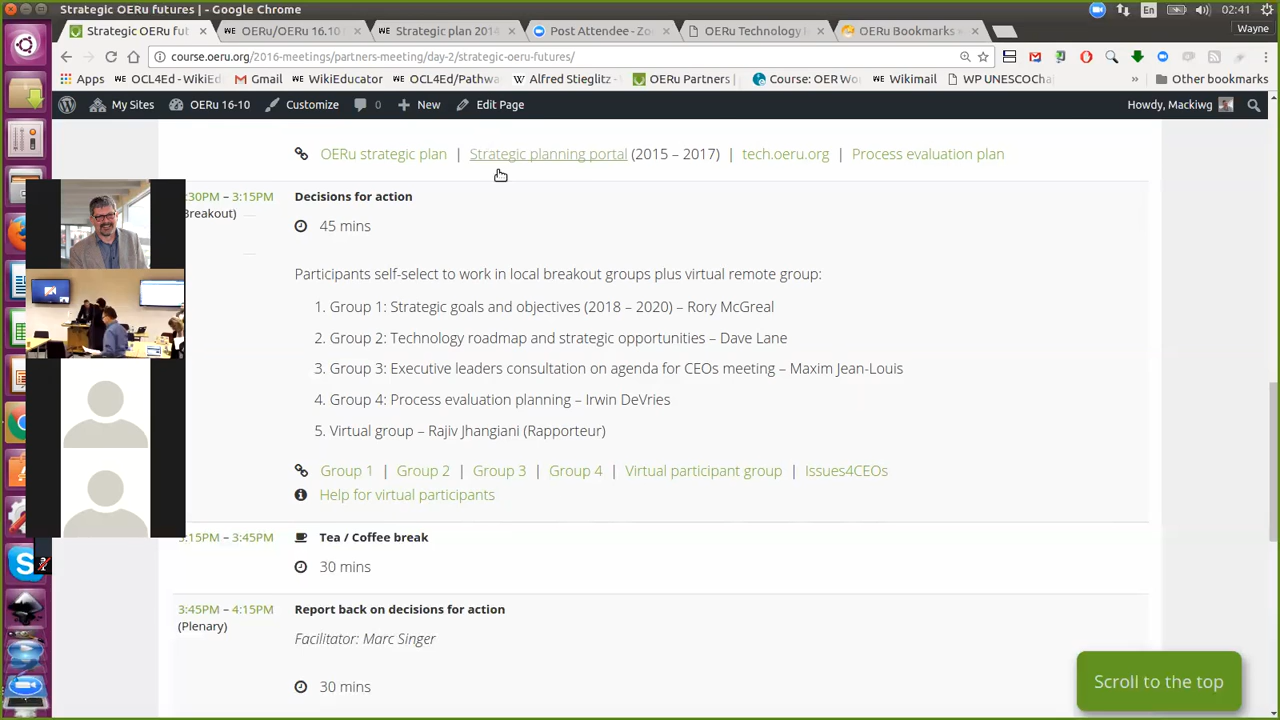 Strategic OERu futures | - Google Chrome
En
02:41
Strategic OERu fut
OERu/OERu 16.10
Strategic plan 2014
Post Attendee - Zo
OERu Technology
OERu Bookmarks
Wayne
course.oeru.org/2016-meetings/partners-meeting/day-2/strategic-oeru-futures/
Apps
OCL4Ed - WikiEd
Gmail
WikiEducator
OCL4Ed/Pathwa
Alfred Stieglitz -
OERu Partners |
Course: OER Wor
Wikimail
WP UNESCOCha
»
Other bookmarks
My Sites
OERu 16-10
Customize
0
New
Edit Page
Howdy, Mackiwg
OERu strategic plan | Strategic planning portal (2015 – 2017) | tech.oeru.org | Process evaluation plan
:30PM – 3:15PM
Breakout)
Decisions for action
45 mins
Participants self-select to work in local breakout groups plus virtual remote group:
1. Group 1: Strategic goals and objectives (2018 – 2020) – Rory McGreal
2. Group 2: Technology roadmap and strategic opportunities – Dave Lane
3. Group 3: Executive leaders consultation on agenda for CEOs meeting – Maxim Jean-Louis
4. Group 4: Process evaluation planning – Irwin DeVries
5. Virtual group – Rajiv Jhangiani (Rapporteur)
Group 1 | Group 2 | Group 3 | Group 4 | Virtual participant group | Issues4CEOs
Help for virtual participants
:15PM – 3:45PM
Tea / Coffee break
30 mins
3:45PM – 4:15PM
(Plenary)
Report back on decisions for action
Facilitator: Marc Singer
30 mins
Scroll to the top